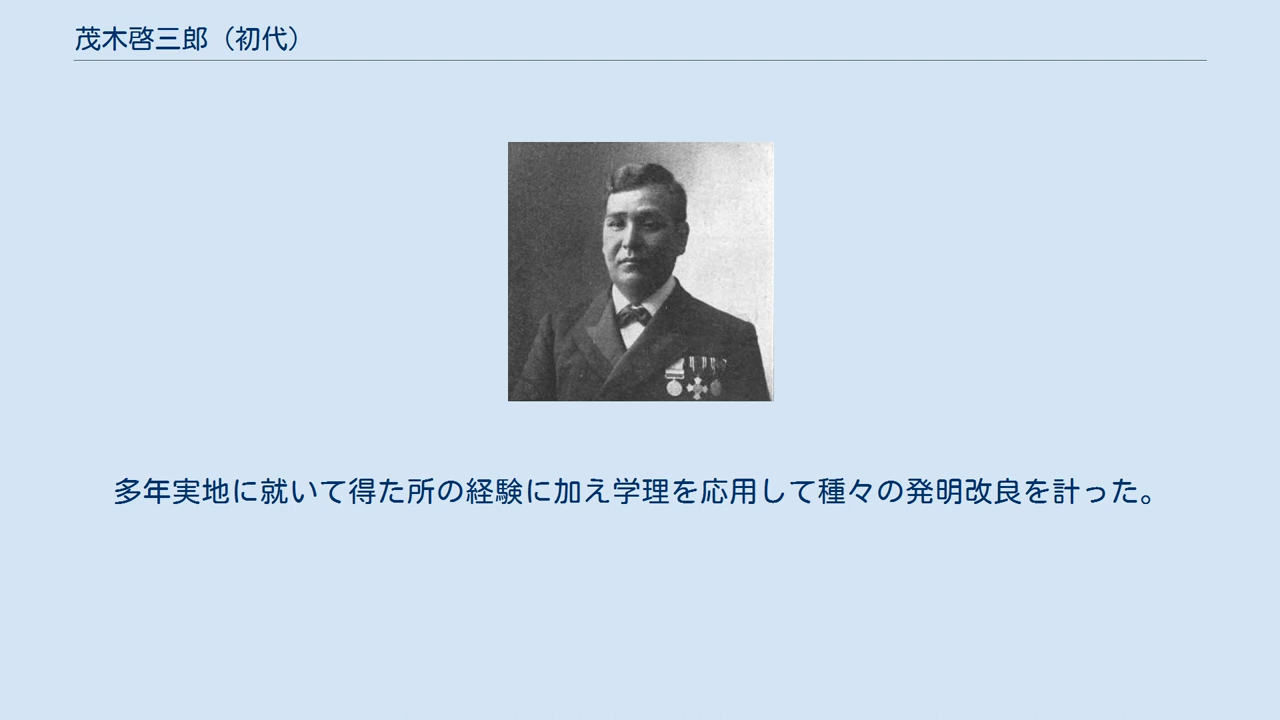 茂木啓三郎（初代）
多年実地に就いて得た所の経験に加え学理を応用して種々の発明改良を計った。